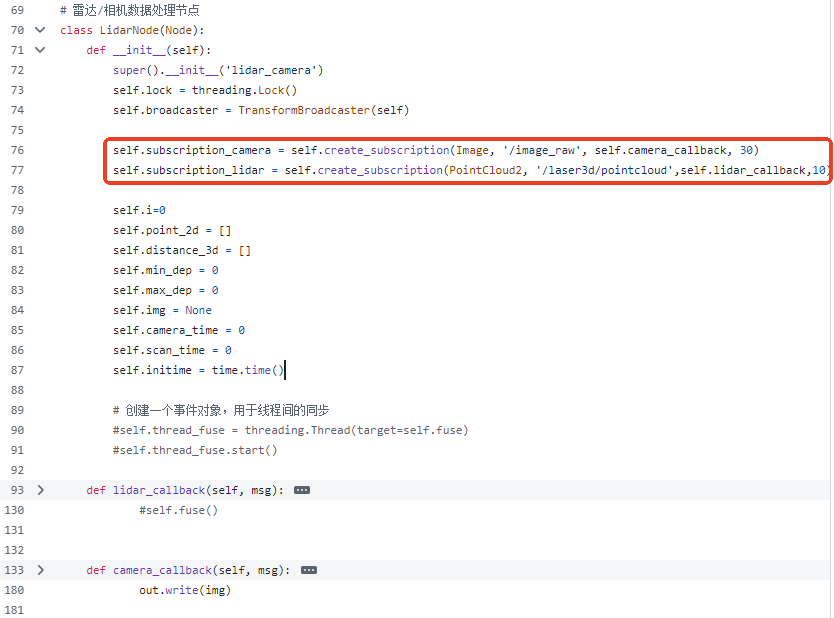 69 # 雷达/相机数据处理节点
70 class LidarNode(Node):
71 def __init__(self):
72 super().__init__('lidar_camera')
73 self.lock = threading.Lock()
74 self.broadcaster = TransformBroadcaster(self)
75
76 self.subscription_camera = self.create_subscription(Image, '/image_raw', self.camera_callback, 30)
77 self.subscription_lidar = self.create_subscription(PointCloud2, '/laser3d/pointcloud',self.lidar_callback,10)
78
79 self.i=0
80 self.point_2d = []
81 self.distance_3d = []
82 self.min_dep = 0
83 self.max_dep = 0
84 self.img = None
85 self.camera_time = 0
86 self.scan_time = 0
87 self.initime = time.time()
88
89 # 创建一个事件对象，用于线程间的同步
90 #self.thread_fuse = threading.Thread(target=self.fuse)
91 #self.thread_fuse.start()
92
93 def lidar_callback(self, msg): ...
130 #self.fuse()
131
132
133 def camera_callback(self, msg): ...
180 out.write(img)
181